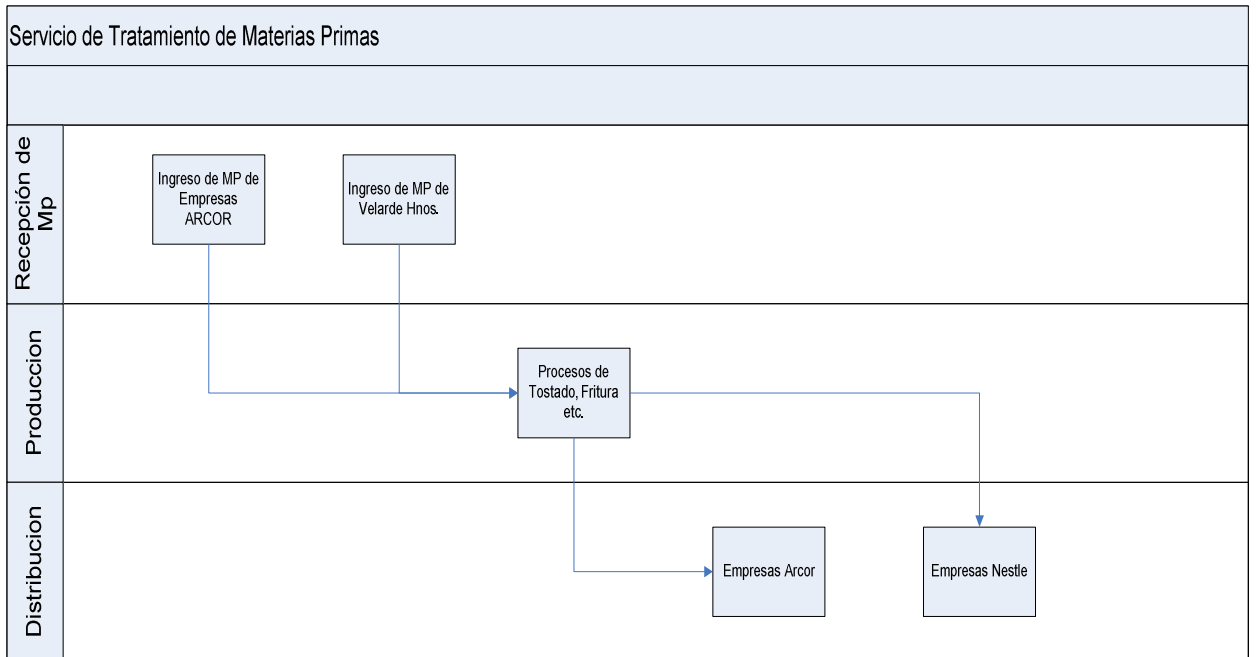 Servicio de Tratamiento de Materias Primas
Recepción de
Mp
Ingreso de MP de
Empresas
ARCOR
Ingreso de MP de
Velarde Hnos.
Produccion
Procesos de
Tostado, Fritura
etc.
Distribucion
Empresas Arcor
Empresas Nestle